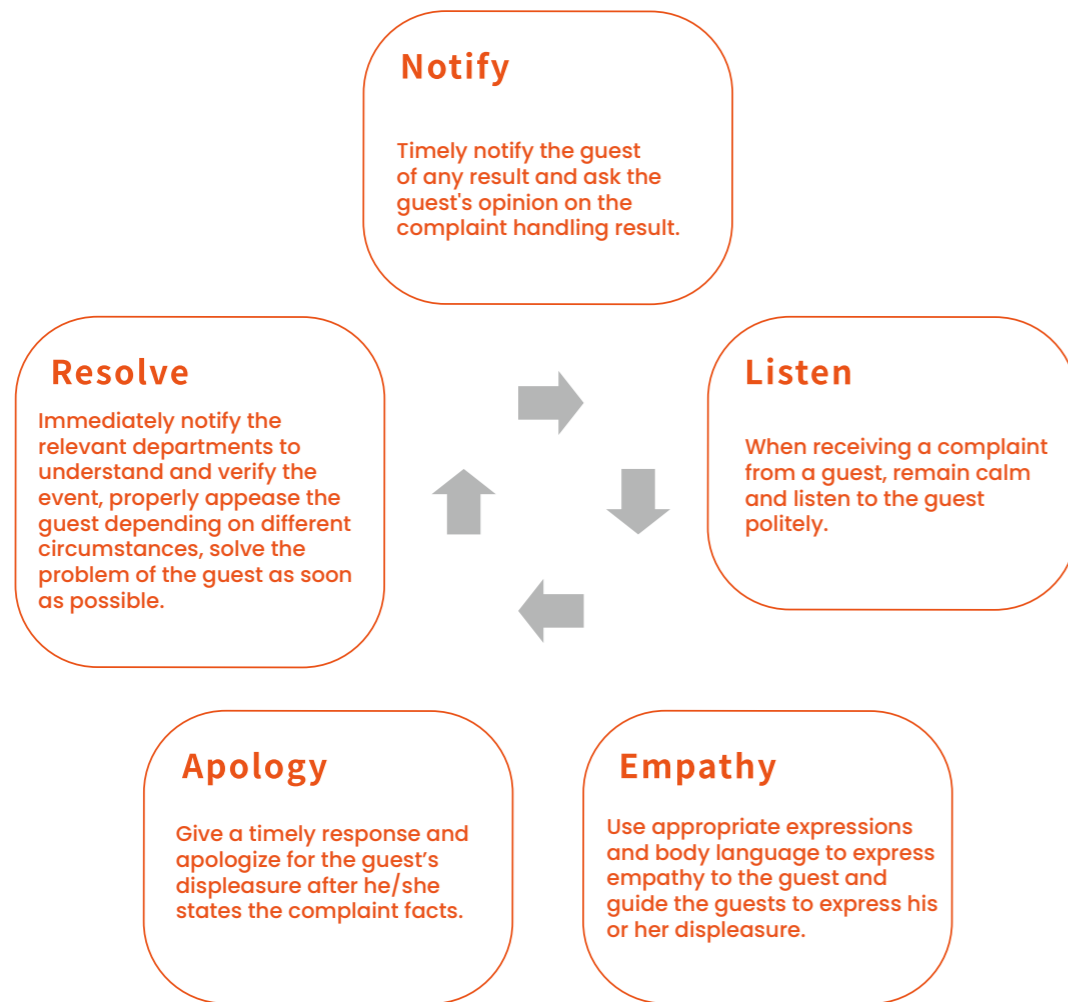 Notify
Timely notify the guest
of any result and ask the
guest's opinion on the
complaint handling result.
Resolve
Immediately notify the
relevant departments to
understand and verify the
event, properly appease the
guest depending on different
circumstances, solve the
problem of the guest as soon
as possible.
Listen
When receiving a complaint
from a guest, remain calm
and listen to the guest
politely.
Apology
Give a timely response and
apologize for the guest’s
displeasure after he/she
states the complaint facts.
Empathy
Use appropriate expressions
and body language to express
empathy to the guest and
guide the guests to express his
or her displeasure.